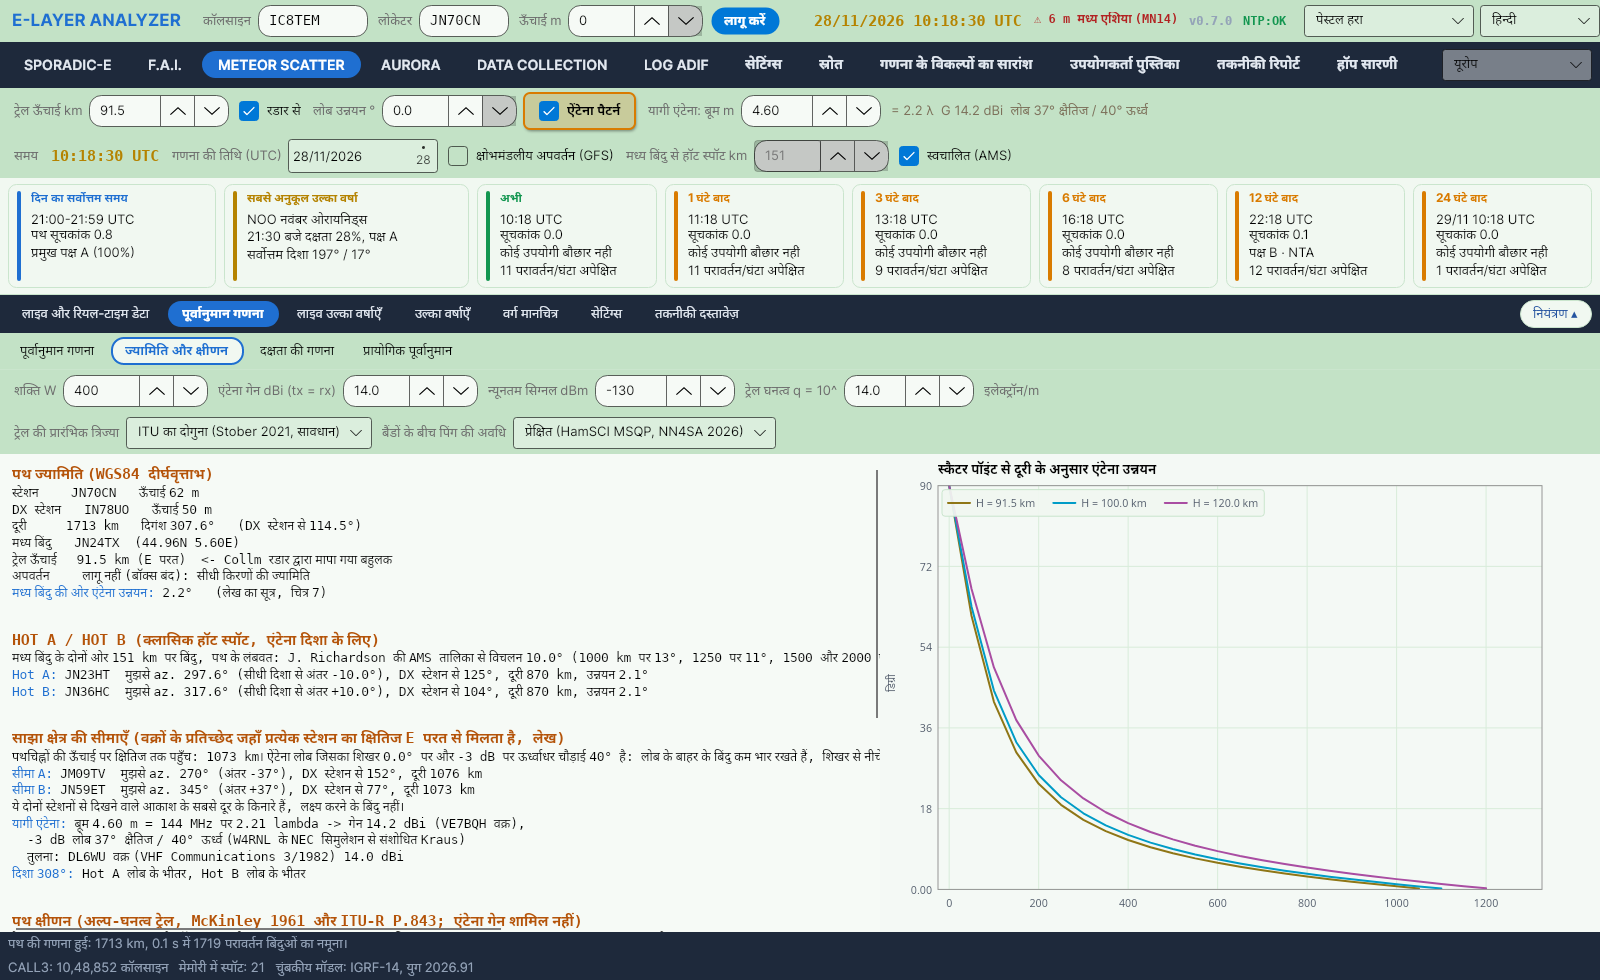 E-LAYER ANALYZER कॉलसाइन IC8TEM लोकेटर JN70CN ऊँचाई m 0 लागू करें 28/11/2026 10:18:30 UTC ⚠ 6 m मध्य एशिया (MN14) v0.7.0 NTP:OK पेस्टल हरा हिन्दी
SPORADIC-E F.A.I. METEOR SCATTER AURORA DATA COLLECTION LOG ADIF सेटिंग्स स्रोत गणना के विकल्पों का सारांश उपयोगकर्ता पुस्तिका तकनीकी रिपोर्ट हॉप सारणी यूरोप
ट्रेल ऊँचाई km 91.5 रडार से लोब उन्नयन ° 0.0 ऐंटेना पैटर्न यागी एंटेना: बूम m 4.60 = 2.2 λ G 14.2 dBi लोब 37° क्षैतिज / 40° ऊर्ध्व
समय 10:18:30 UTC गणना की तिथि (UTC) 28/11/2026 28 क्षोभमंडलीय अपवर्तन (GFS) मध्य बिंदु से हॉट स्पॉट km 151 स्वचालित (AMS)
दिन का सर्वोत्तम समय
21:00-21:59 UTC
पथ सूचकांक 0.8
प्रमुख पक्ष A (100%)
सबसे अनुकूल उल्का वर्षा
NOO नवंबर ओरायनिड्स
21:30 बजे दक्षता 28%, पक्ष A
सर्वोत्तम दिशा 197° / 17°
अभी
10:18 UTC
सूचकांक 0.0
कोई उपयोगी बौछार नही
11 परावर्तन/घंटा अपेक्षित
1 घंटे बाद
11:18 UTC
सूचकांक 0.0
कोई उपयोगी बौछार नही
11 परावर्तन/घंटा अपेक्षित
3 घंटे बाद
13:18 UTC
सूचकांक 0.0
कोई उपयोगी बौछार नही
9 परावर्तन/घंटा अपेक्षित
6 घंटे बाद
16:18 UTC
सूचकांक 0.0
कोई उपयोगी बौछार नही
8 परावर्तन/घंटा अपेक्षित
12 घंटे बाद
22:18 UTC
सूचकांक 0.1
पक्ष B · NTA
12 परावर्तन/घंटा अपेक्षित
24 घंटे बाद
29/11 10:18 UTC
सूचकांक 0.0
कोई उपयोगी बौछार नही
1 परावर्तन/घंटा अपेक्षित
लाइव और रियल-टाइम डेटा पूर्वानुमान गणना लाइव उल्का वर्षाएँ उल्का वर्षाएँ वर्ग मानचित्र सेटिंग्स तकनीकी दस्तावेज़ नियंत्रण ▴
पूर्वानुमान गणना ज्यामिति और क्षीणन दक्षता की गणना प्रायोगिक पूर्वानुमान
शक्ति W 400 एंटेना गेन dBi (tx = rx) 14.0 न्यूनतम सिग्नल dBm -130 ट्रेल घनत्व q = 10^ 14.0 इलेक्ट्रॉन/m
ट्रेल की प्रारंभिक त्रिज्या ITU का दोगुना (Stober 2021, सावधान) बैंडों के बीच पिंग की अवधि प्रेक्षित (HamSCI MSQP, NN4SA 2026)
पथ ज्यामिति (WGS84 दीर्घवृत्ताभ)
स्टेशन JN70CN ऊँचाई 62 m
DX स्टेशन IN78UO ऊँचाई 50 m
दूरी 1713 km दिगंश 307.6° (DX स्टेशन से 114.5°)
मध्य बिंदु JN24TX (44.96N 5.60E)
ट्रेल ऊँचाई 91.5 km (E परत) <- Collm रडार द्वारा मापा गया बहुलक
अपवर्तन लागू नहीं (बॉक्स बंद): सीधी किरणों की ज्यामिति
मध्य बिंदु की ओर एंटेना उन्नयन: 2.2° (लेख का सूत्र, चित्र 7)
HOT A / HOT B (क्लासिक हॉट स्पॉट, एंटेना दिशा के लिए)
मध्य बिंदु के दोनों ओर 151 km पर बिंदु, पथ के लंबवत: J. Richardson की AMS तालिका से विचलन 10.0° (1000 km पर 13°, 1250 पर 11°, 1500 और 2000
Hot A: JN23HT मुझसे az. 297.6° (सीधी दिशा से अंतर -10.0°), DX स्टेशन से 125°, दूरी 870 km, उन्नयन 2.1°
Hot B: JN36HC मुझसे az. 317.6° (सीधी दिशा से अंतर +10.0°), DX स्टेशन से 104°, दूरी 870 km, उन्नयन 2.1°
साझा क्षेत्र की सीमाएँ (वक्रों के प्रतिच्छेद जहाँ प्रत्येक स्टेशन का क्षितिज E परत से मिलता है, लेख)
पथचिह्नों की ऊँचाई पर क्षितिज तक पहुँच: 1073 km। ऐंटेना लोब जिसका शिखर 0.0° पर और -3 dB पर ऊर्ध्वाधर चौड़ाई 40° है: लोब के बाहर के बिंदु कम भार रखते हैं, शिखर से नीचे
सीमा A: JM09TV मुझसे az. 270° (अंतर -37°), DX स्टेशन से 152°, दूरी 1076 km
सीमा B: JN59ET मुझसे az. 345° (अंतर +37°), DX स्टेशन से 77°, दूरी 1073 km
ये दोनों स्टेशनों से दिखने वाले आकाश के सबसे दूर के किनारे हैं, लक्ष्य करने के बिंदु नहीं।
यागी एंटेना: बूम 4.60 m = 144 MHz पर 2.21 lambda -> गेन 14.2 dBi (VE7BQH वक्र),
-3 dB लोब 37° क्षैतिज / 40° ऊर्ध्व (W4RNL के NEC सिमुलेशन से संशोधित Kraus)
तुलना: DL6WU वक्र (VHF Communications 3/1982) 14.0 dBi
दिशा 308°: Hot A लोब के भीतर, Hot B लोब के भीतर
पथ क्षीणन (अल्प-घनत्व ट्रेल, McKinley 1961 और ITU-R P.843; एंटेना गेन शामिल नहीं)
स्कैटर पॉइंट से दूरी के अनुसार एंटेना उन्नयन
H = 91.5 km H = 100.0 km H = 120.0 km
90
72
54
36
18
0.00
डिग्री
0 200 400 600 800 1000 1200
पथ की गणना हुई: 1713 km, 0.1 s में 1719 परावर्तन बिंदुओं का नमूना।
CALL3: 10,48,852 कॉलसाइन मेमोरी में स्पॉट: 21 चुंबकीय मॉडल: IGRF-14, युग 2026.91